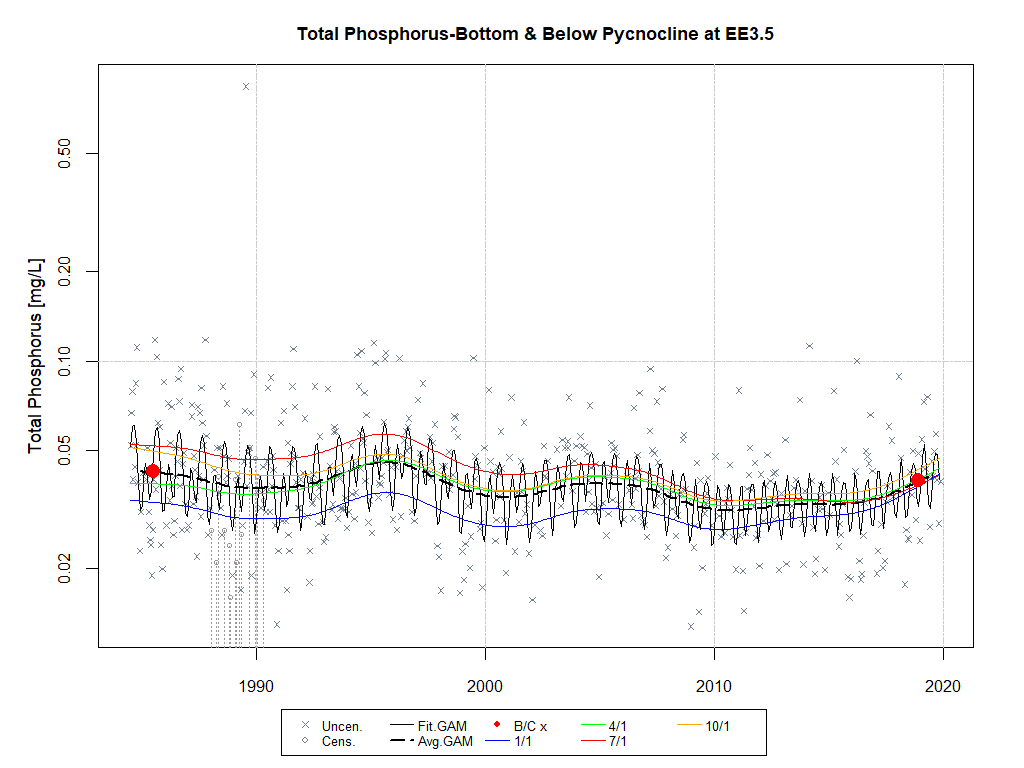 Total Phosphorus-Bottom & Below Pycnocline at EE3.5
Total Phosphorus [mg/L]
0.50
0.20
0.10
0.05
0.02
1990 2000 2010 2020
Uncen. Fit.GAM B/C x 4/1 10/1
Cens. Avg.GAM 1/1 7/1